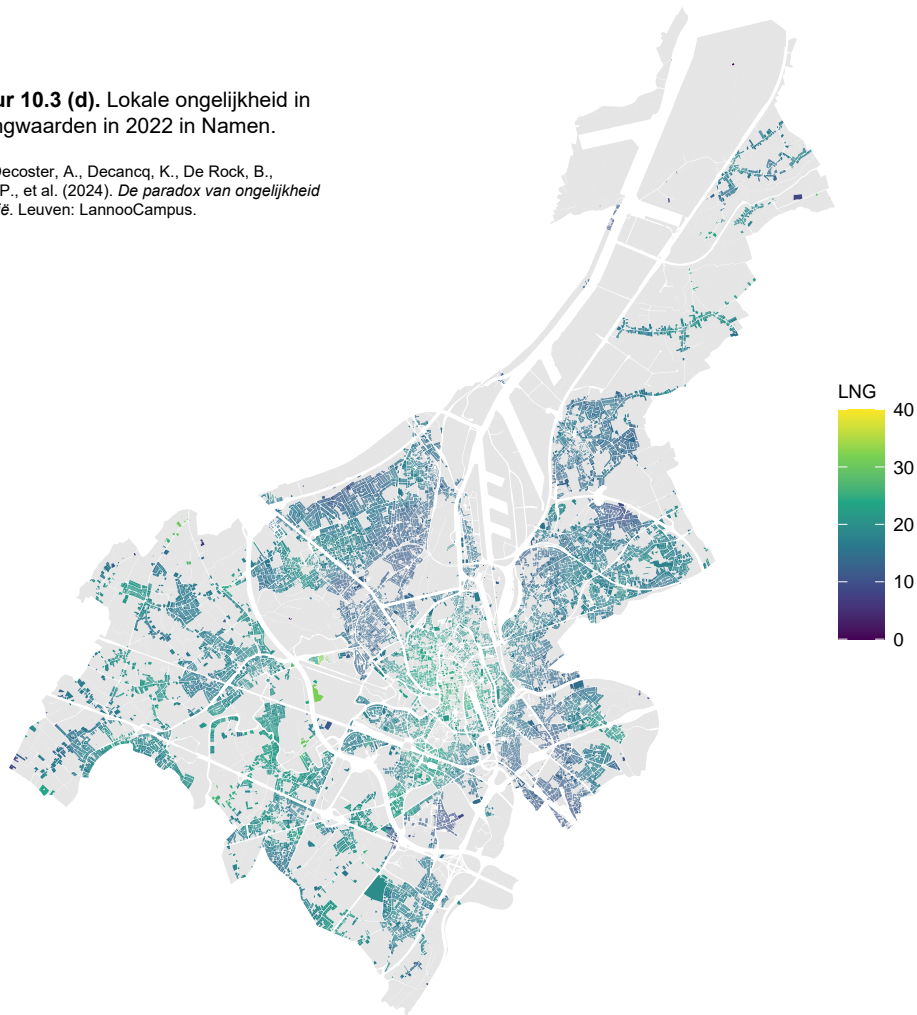 ur 10.3 (d). Lokale ongelijkheid in
ngwaarden in 2022 in Namen.
Decoster, A., Decancq, K., De Rock, B.,
P., et al. (2024). De paradox van ongelijkheid
ë. Leuven: LannooCampus.
LNG
40
30
20
10
0